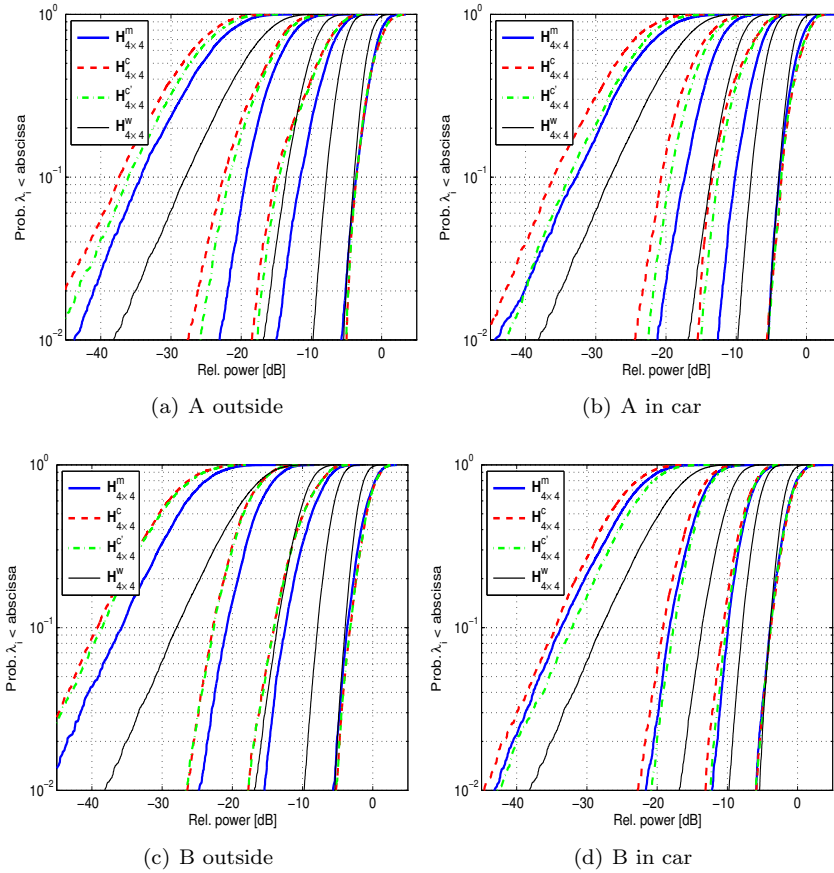 10^0
10^-1
10^-2
Prob. λ_i < abscissa
H^m_4×4
H^c_4×4
H^c'_4×4
H^w_4×4
−40 −30 −20 −10 0
Rel. power [dB]
(a) A outside
10^0
10^-1
10^-2
Prob. λ_i < abscissa
H^m_4×4
H^c_4×4
H^c'_4×4
H^w_4×4
−40 −30 −20 −10 0
Rel. power [dB]
(b) A in car
10^0
10^-1
10^-2
Prob. λ_i < abscissa
H^m_4×4
H^c_4×4
H^c'_4×4
H^w_4×4
−40 −30 −20 −10 0
Rel. power [dB]
(c) B outside
10^0
10^-1
10^-2
Prob. λ_i < abscissa
H^m_4×4
H^c_4×4
H^c'_4×4
H^w_4×4
−40 −30 −20 −10 0
Rel. power [dB]
(d) B in car